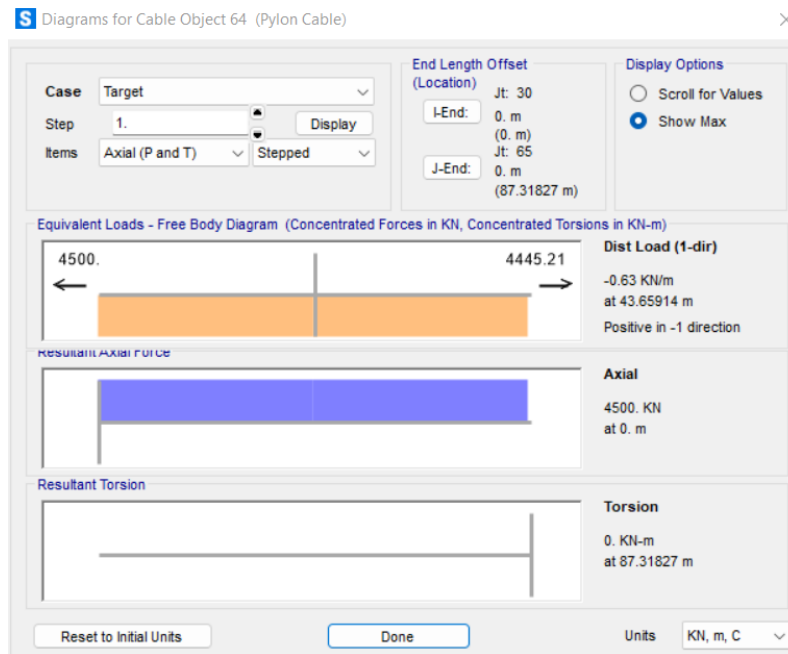 S Diagrams for Cable Object 64 (Pylon Cable)
Case Target
Step 1. Display
Items Axial (P and T) Stepped
End Length Offset
(Location)
Jt: 30
I-End: 0. m
(0. m)
Jt: 65
J-End: 0. m
(87.31827 m)
Display Options
Scroll for Values
Show Max
Equivalent Loads - Free Body Diagram (Concentrated Forces in KN, Concentrated Torsions in KN-m)
4500. 4445.21
Dist Load (1-dir)
-0.63 KN/m
at 43.65914 m
Positive in -1 direction
Resultant Axial Force
Axial
4500. KN
at 0. m
Resultant Torsion
Torsion
0. KN-m
at 87.31827 m
Reset to Initial Units Done Units KN, m, C